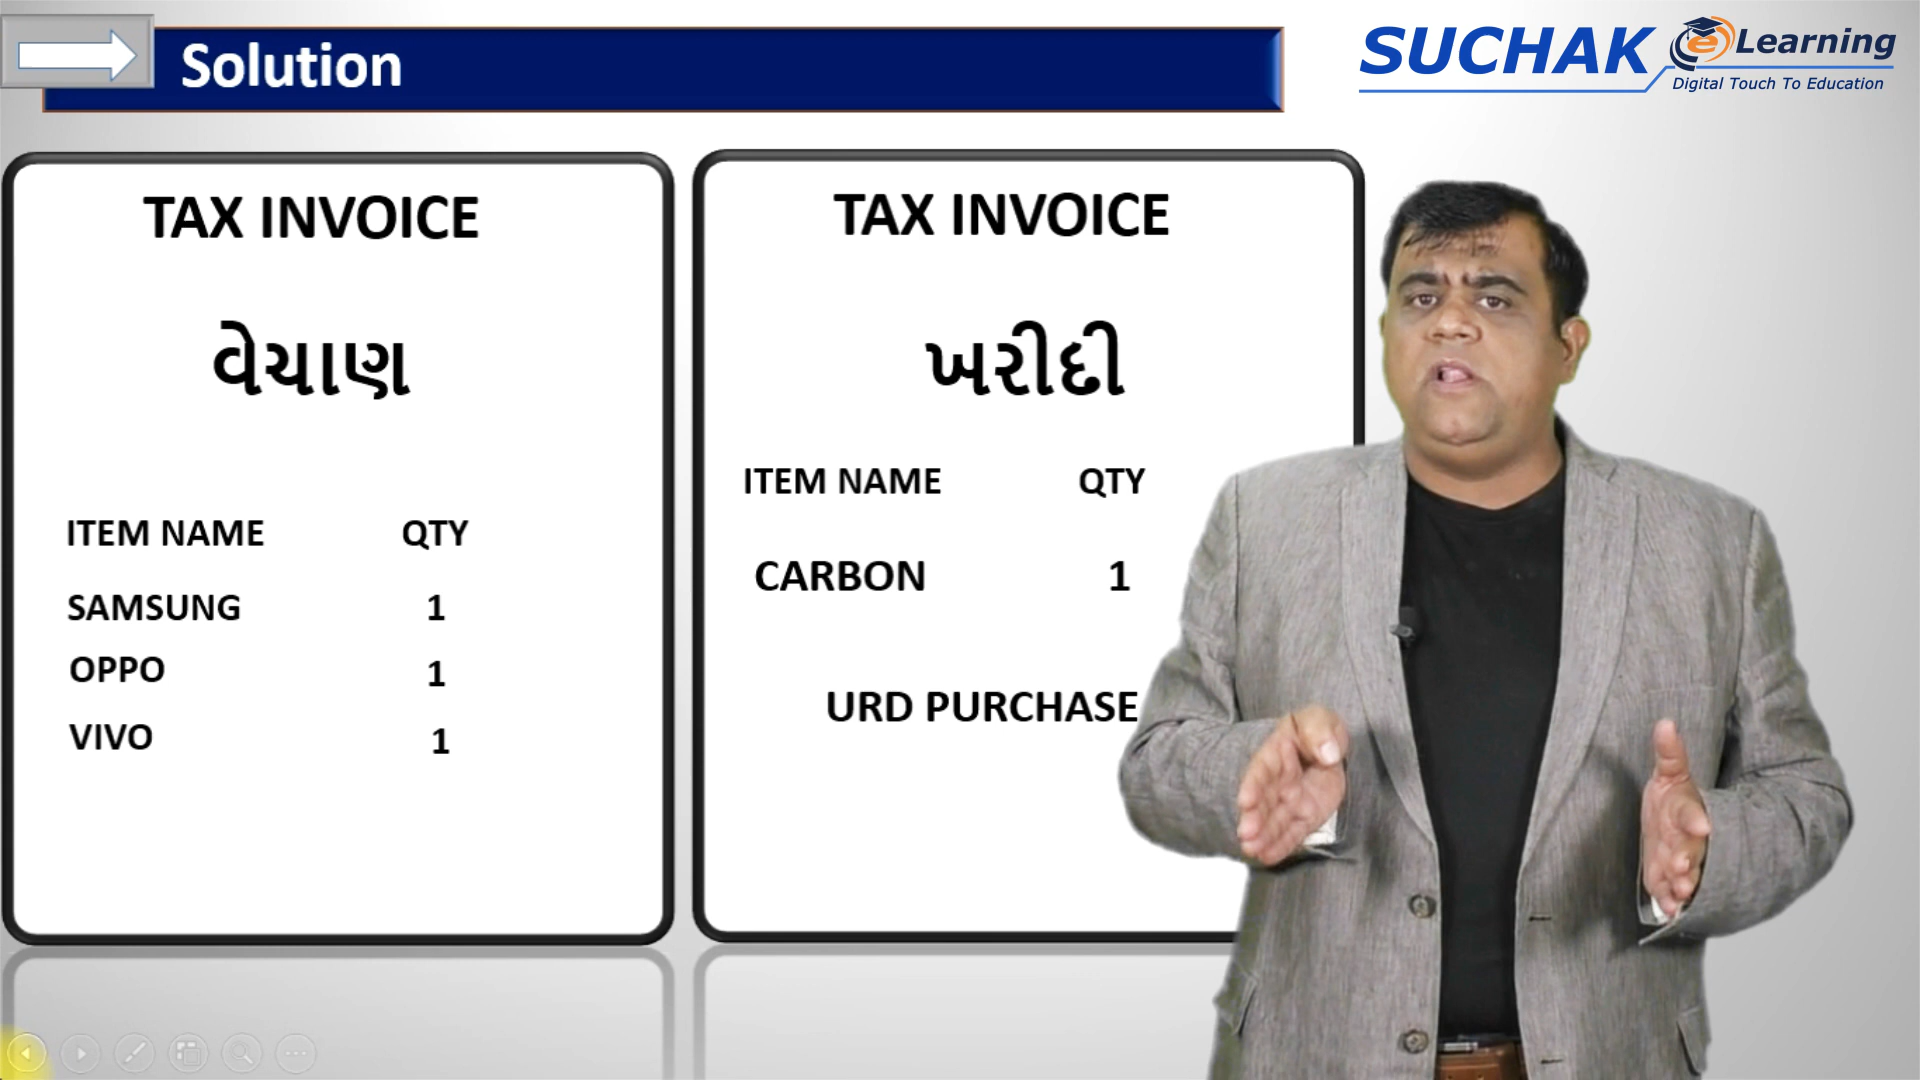 Solution
SUCHAK eLearning
Digital Touch To Education
TAX INVOICE
વેચાણ
ITEM NAME QTY
SAMSUNG 1
OPPO 1
VIVO 1
TAX INVOICE
ખરીદી
ITEM NAME QTY
CARBON 1
URD PURCHASE